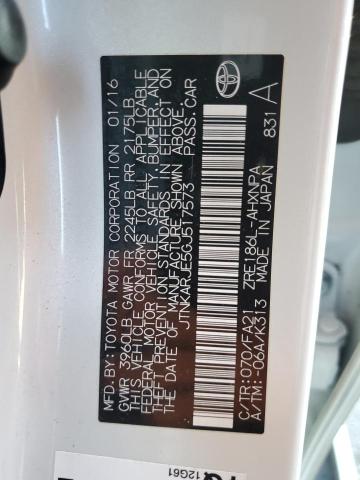 MFD.BY:TOYOTA MOTOR CORPORATION 01/16
GVWR 3960LB GAWR FR 2245LB RR 2175LB
THIS VEHICLE CONFORMS TO ALL APPLICABLE
FEDERAL MOTOR VEHICLE SAFETY BUMPER,AND
THEFT PREVENTION STANDARDS IN EFFECT ON
THE DATE OF MANUFACTURE SHOWN ABOVE.
JTNKARJE5GJ517573 PASS.CAR
C/TR:070/FA21 ZRE186L-AHXNPA
A/TM:-06A/K313 MADE IN JAPAN
831 A
12G61